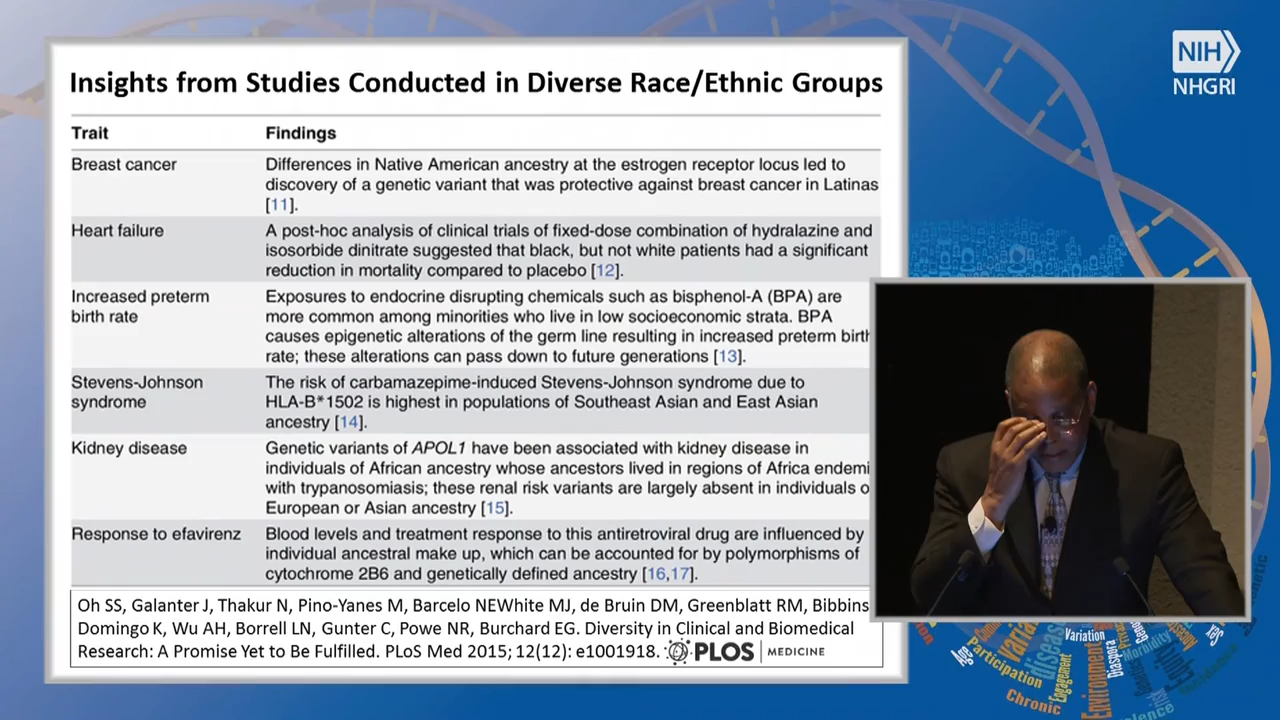 Insights from Studies Conducted in Diverse Race/Ethnic Groups
NIH
NHGRI
Trait Findings
Breast cancer Differences in Native American ancestry at the estrogen receptor locus led to
discovery of a genetic variant that was protective against breast cancer in Latinas
[11].
Heart failure A post-hoc analysis of clinical trials of fixed-dose combination of hydralazine and
isosorbide dinitrate suggested that black, but not white patients had a significant
reduction in mortality compared to placebo [12].
Increased preterm Exposures to endocrine disrupting chemicals such as bisphenol-A (BPA) are
birth rate more common among minorities who live in low socioeconomic strata. BPA
causes epigenetic alterations of the germ line resulting in increased preterm birth
rate; these alterations can pass down to future generations [13].
Stevens-Johnson The risk of carbamazepime-induced Stevens-Johnson syndrome due to
syndrome HLA-B*1502 is highest in populations of Southeast Asian and East Asian
ancestry [14].
Kidney disease Genetic variants of APOL1 have been associated with kidney disease in
individuals of African ancestry whose ancestors lived in regions of Africa endemi
with trypanosomiasis; these renal risk variants are largely absent in individuals o
European or Asian ancestry [15].
Response to efavirenz Blood levels and treatment response to this antiretroviral drug are influenced by
individual ancestral make up, which can be accounted for by polymorphisms of
cytochrome 2B6 and genetically defined ancestry [16,17].
Oh SS, Galanter J, Thakur N, Pino-Yanes M, Barcelo NEWhite MJ, de Bruin DM, Greenblatt RM, Bibbins
Domingo K, Wu AH, Borrell LN, Gunter C, Powe NR, Burchard EG. Diversity in Clinical and Biomedical
Research: A Promise Yet to Be Fulfilled. PLoS Med 2015; 12(12): e1001918. PLOS MEDICINE
Variation
Age
Participation
Engagement
Chronic
Environment
Diaspora
Morbidity
Sex